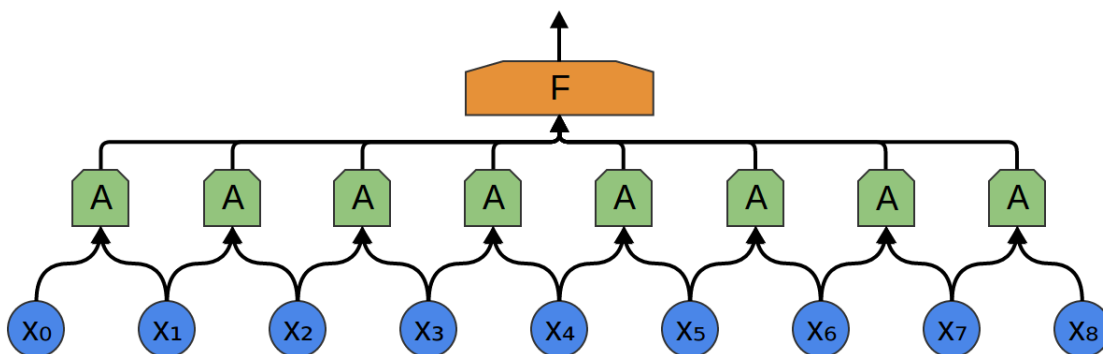 F
A A A A A A A A
x₀ x₁ x₂ x₃ x₄ x₅ x₆ x₇ x₈